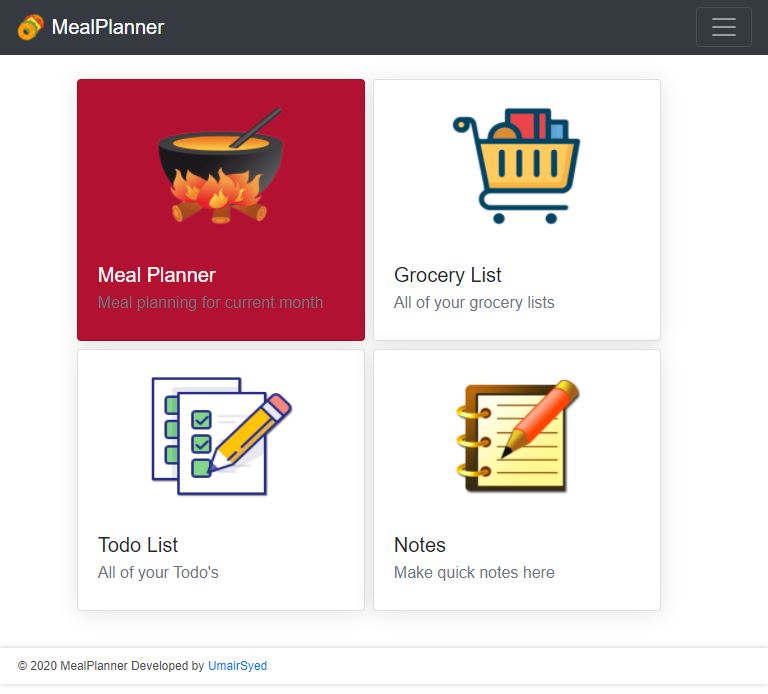 MealPlanner
Meal Planner
Meal planning for current month
Grocery List
All of your grocery lists
Todo List
All of your Todo's
Notes
Make quick notes here
© 2020 MealPlanner Developed by UmairSyed